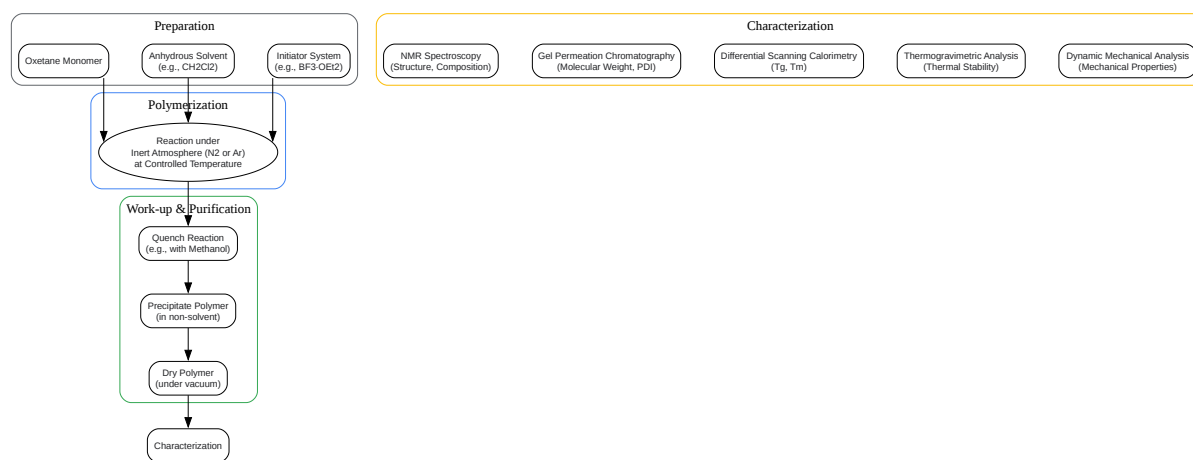 Preparation
Oxetane Monomer
Anhydrous Solvent
(e.g., CH2Cl2)
Initiator System
(e.g., BF3·OEt2)
Polymerization
Reaction under
Inert Atmosphere (N2 or Ar)
at Controlled Temperature
Work-up & Purification
Quench Reaction
(e.g., with Methanol)
Precipitate Polymer
(in non-solvent)
Dry Polymer
(under vacuum)
Characterization
Characterization
NMR Spectroscopy
(Structure, Composition)
Gel Permeation Chromatography
(Molecular Weight, PDI)
Differential Scanning Calorimetry
(Tg, Tm)
Thermogravimetric Analysis
(Thermal Stability)
Dynamic Mechanical Analysis
(Mechanical Properties)